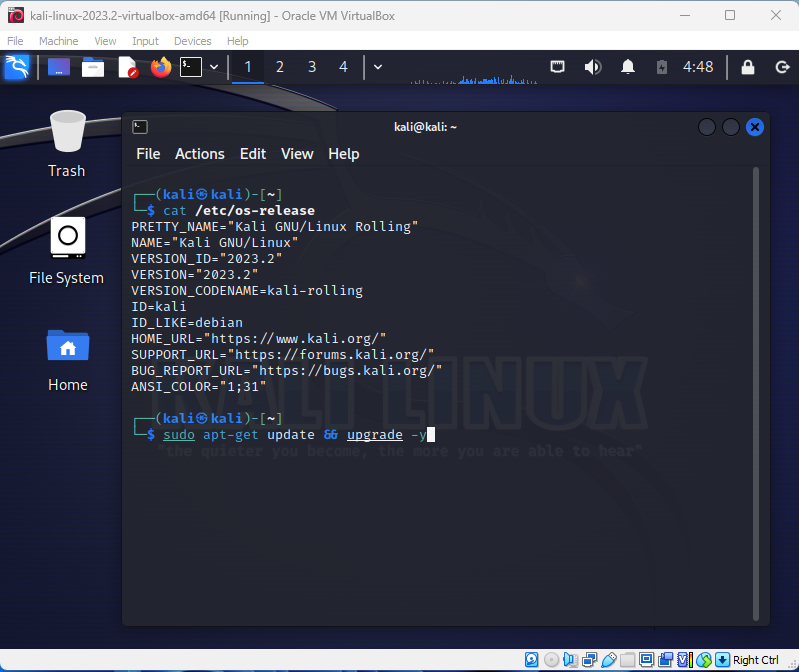 kali-linux-2023.2-virtualbox-amd64 [Running] - Oracle VM VirtualBox
File Machine View Input Devices Help
1 2 3 4 4:48
Trash
File System
Home
kali@kali: ~
File Actions Edit View Help
┌──(kali㉿kali)-[~]
└─$ cat /etc/os-release
PRETTY_NAME="Kali GNU/Linux Rolling"
NAME="Kali GNU/Linux"
VERSION_ID="2023.2"
VERSION="2023.2"
VERSION_CODENAME=kali-rolling
ID=kali
ID_LIKE=debian
HOME_URL="https://www.kali.org/"
SUPPORT_URL="https://forums.kali.org/"
BUG_REPORT_URL="https://bugs.kali.org/"
ANSI_COLOR="1;31"
KALI LINUX
┌──(kali㉿kali)-[~]
└─$ sudo apt-get update && upgrade -y
"the quieter you become, the more you are able to hear"
Right Ctrl